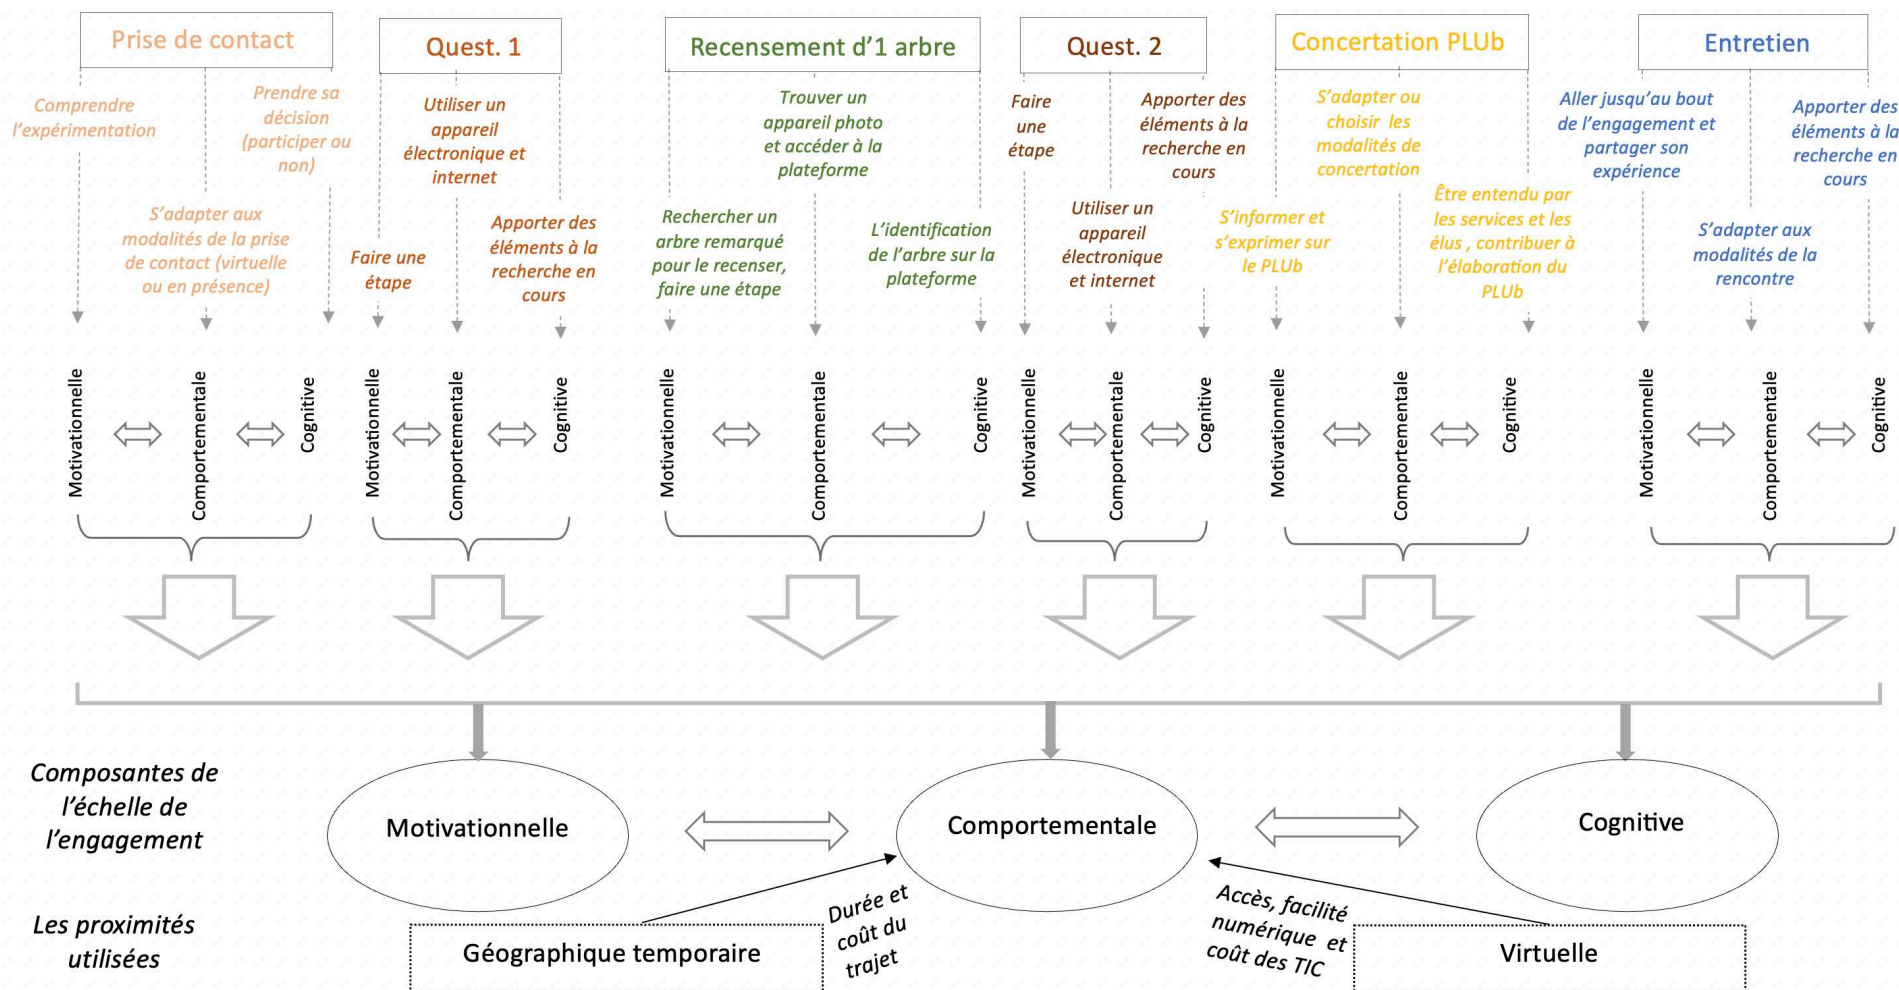 Prise de contact
Quest. 1
Recensement d'1 arbre
Quest. 2
Concertation PLUb
Entretien
Comprendre
l'expérimentation
S'adapter aux
modalités de la prise
de contact (virtuelle
ou en présence)
Prendre sa
décision
(participer ou
non)
Faire une
étape
Utiliser un
appareil
électronique et
internet
Apporter des
éléments à la
recherche en
cours
Rechercher un
arbre remarqué
pour le recenser,
faire une étape
Trouver un
appareil photo
et accéder à la
plateforme
L'identification
de l'arbre sur la
plateforme
Faire
une
étape
Utiliser un
appareil
électronique
et internet
Apporter des
éléments à la
recherche en
cours
S'informer et
s'exprimer sur
le PLUb
S'adapter ou
choisir les
modalités de
concertation
Être entendu par
les services et les
élus , contribuer à
l'élaboration du
PLUb
Aller jusqu'au bout
de l'engagement et
partager son
expérience
S'adapter aux
modalités de la
rencontre
Apporter des
éléments à la
recherche en
cours
Motivationnelle
Comportementale
Cognitive
Motivationnelle
Comportementale
Cognitive
Motivationnelle
Comportementale
Cognitive
Motivationnelle
Comportementale
Cognitive
Motivationnelle
Comportementale
Cognitive
Motivationnelle
Comportementale
Cognitive
Composantes de
l'échelle de
l'engagement
Motivationnelle
Comportementale
Cognitive
Les proximités
utilisées
Géographique temporaire
Durée et
coût du
trajet
Accès, facilité
numérique et
coût des TIC
Virtuelle